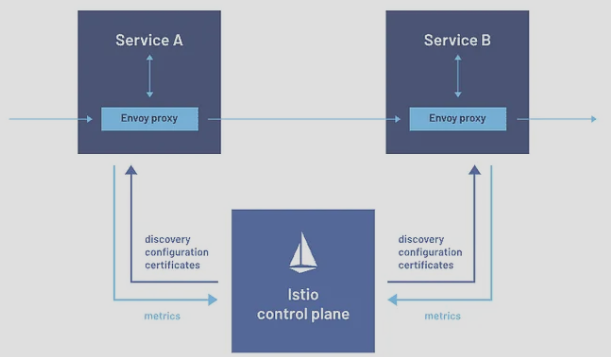 Service A
Envoy proxy
Service B
Envoy proxy
discovery
configuration
certificates
metrics
Istio
control plane
discovery
configuration
certificates
metrics